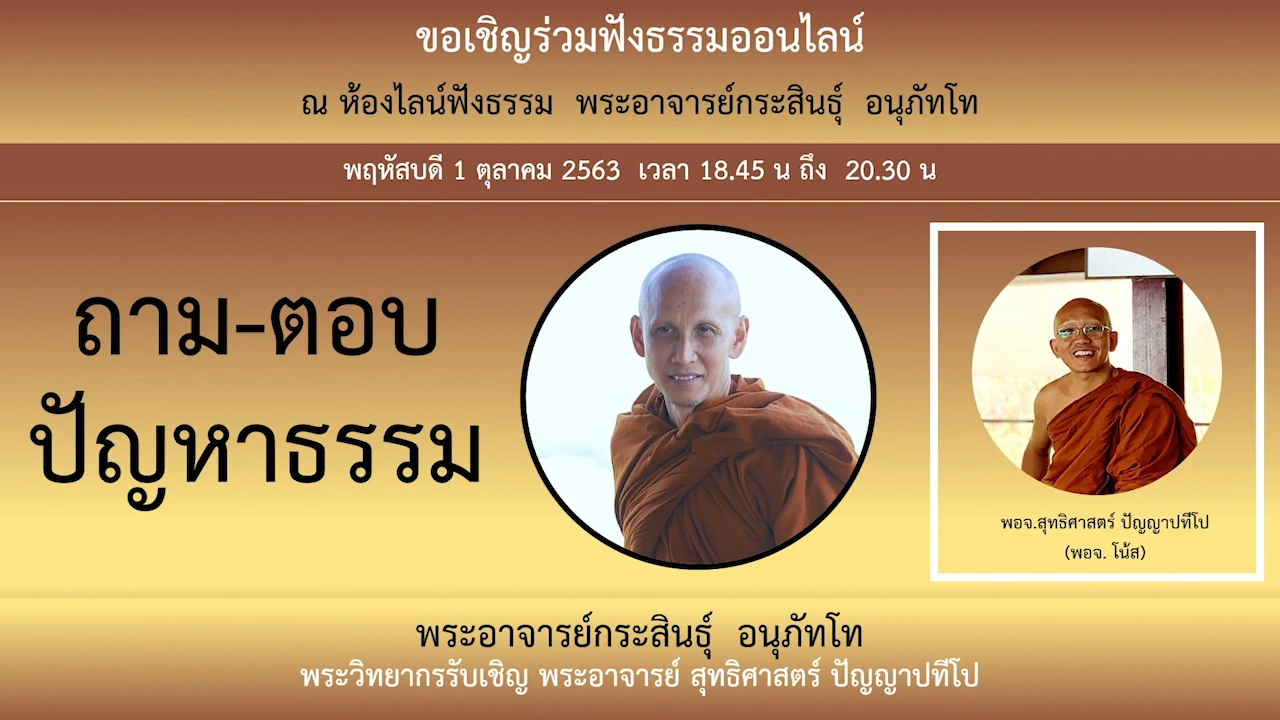 ขอเชิญร่วมฟังธรรมออนไลน์
ณ ห้องไลน์ฟังธรรม พระอาจารย์กระสินธุ์ อนุภัทโท
พฤหัสบดี 1 ตุลาคม 2563 เวลา 18.45 น ถึง 20.30 น
ถาม-ตอบ
ปัญหาธรรม
พอจ.สุทธิศาสตร์ ปัญญาปทีโป
(พอจ. โน้ส)
พระอาจารย์กระสินธุ์ อนุภัทโท
พระวิทยากรรับเชิญ พระอาจารย์ สุทธิศาสตร์ ปัญญาปทีโป